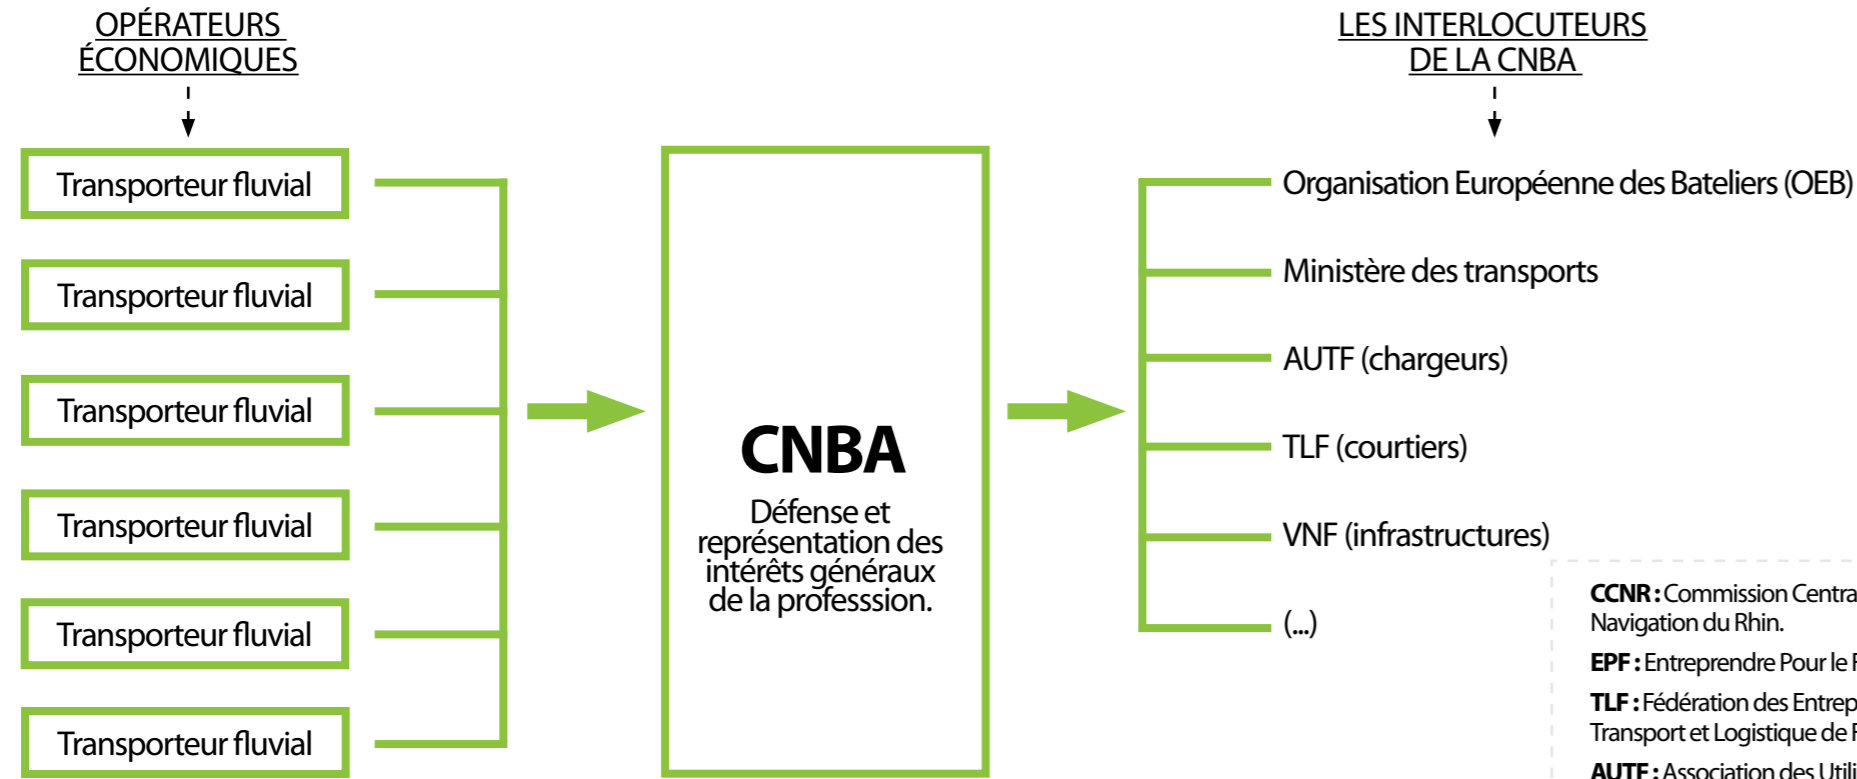 OPÉRATEURS
ÉCONOMIQUES
Transporteur fluvial
Transporteur fluvial
Transporteur fluvial
Transporteur fluvial
Transporteur fluvial
Transporteur fluvial
CNBA
Défense et
représentation des
intérêts généraux
de la professsion.
LES INTERLOCUTEURS
DE LA CNBA
Organisation Européenne des Bateliers (OEB)
Ministère des transports
AUTF (chargeurs)
TLF (courtiers)
VNF (infrastructures)
(...)
CCNR : Commission
Navigation du Rhin.
EPF : Entreprendre Pour le
TLF : Fédération des
Transport et Logistique de
AUTF : Association des